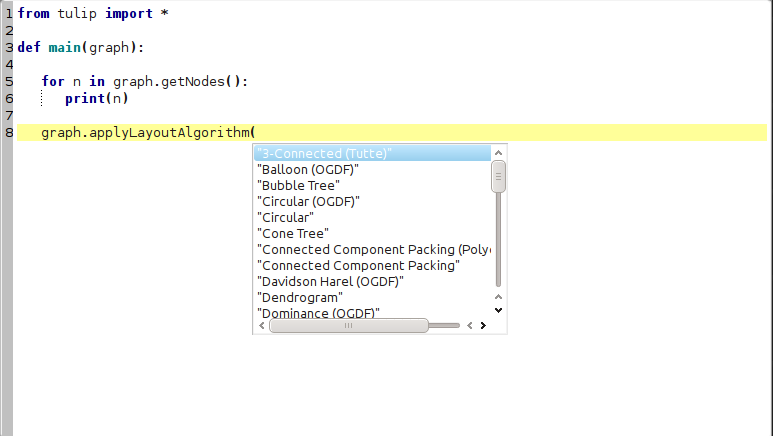 1 from tulip import *
2
3 def main(graph):
4
5 for n in graph.getNodes():
6 print(n)
7
8 graph.applyLayoutAlgorithm(
"3-Connected (Tutte)"
"Balloon (OGDF)"
"Bubble Tree"
"Circular (OGDF)"
"Circular"
"Cone Tree"
"Connected Component Packing (Poly
"Connected Component Packing"
"Davidson Harel (OGDF)"
"Dendrogram"
"Dominance (OGDF)"